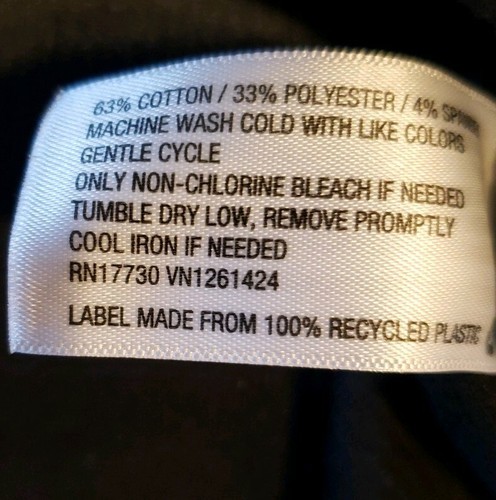 63% COTTON / 33% POLYESTER / 4%
MACHINE WASH COLD WITH LIKE COLORS
GENTLE CYCLE
ONLY NON-CHLORINE BLEACH IF NEEDED
TUMBLE DRY LOW, REMOVE PROMPTLY
COOL IRON IF NEEDED
RN17730 VN1261424
LABEL MADE FROM 100% RECYCLED PLASTIC